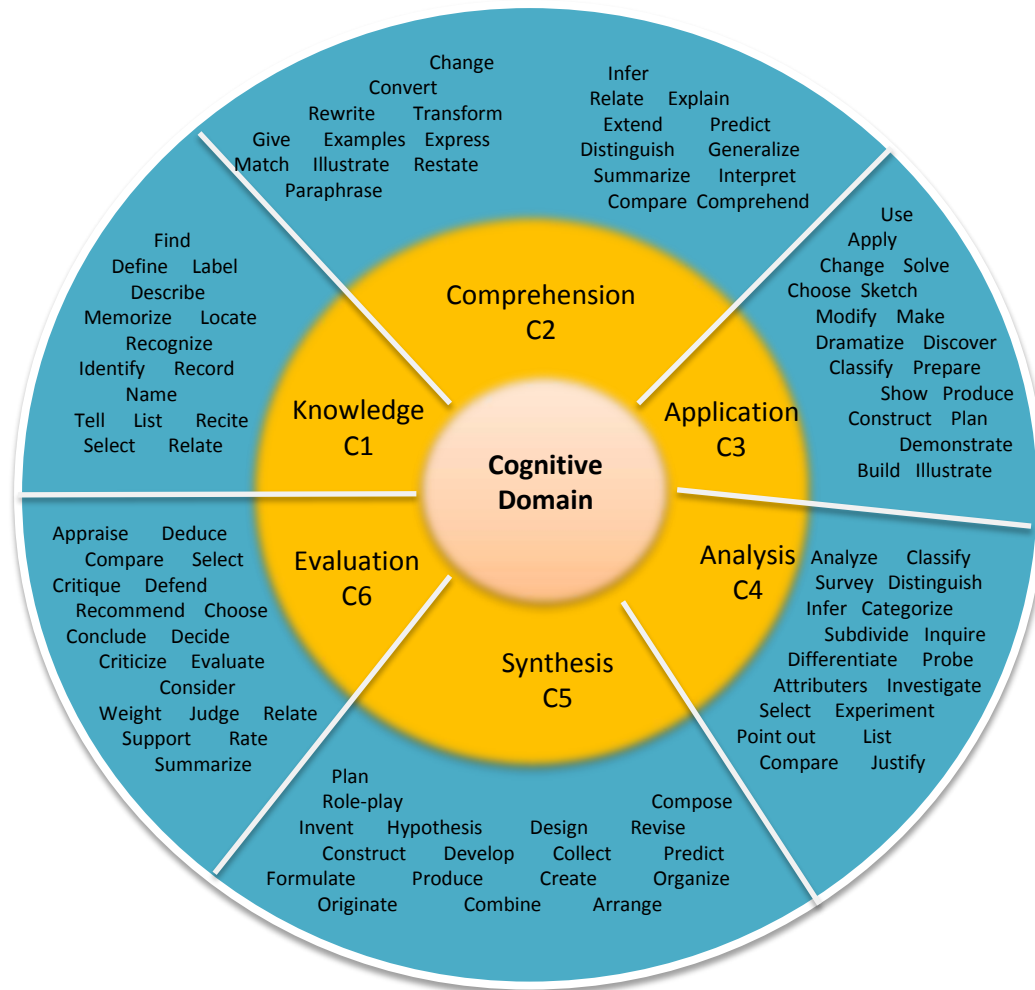 Cognitive
Domain
Knowledge
C1
Find
Define Label
Describe
Memorize Locate
Recognize
Identify Record
Name
Tell List Recite
Select Relate
Comprehension
C2
Change
Convert
Rewrite Transform
Give Examples Express
Match Illustrate Restate
Paraphrase
Infer
Relate Explain
Extend Predict
Distinguish Generalize
Summarize Interpret
Compare Comprehend
Application
C3
Use
Apply
Change Solve
Choose Sketch
Modify Make
Dramatize Discover
Classify Prepare
Show Produce
Construct Plan
Demonstrate
Build Illustrate
Analysis
C4
Analyze Classify
Survey Distinguish
Infer Categorize
Subdivide Inquire
Differentiate Probe
Attributers Investigate
Select Experiment
Point out List
Compare Justify
Synthesis
C5
Plan
Role-play Compose
Invent Hypothesis Design Revise
Construct Develop Collect Predict
Formulate Produce Create Organize
Originate Combine Arrange
Evaluation
C6
Appraise Deduce
Compare Select
Critique Defend
Recommend Choose
Conclude Decide
Criticize Evaluate
Consider
Weight Judge Relate
Support Rate
Summarize